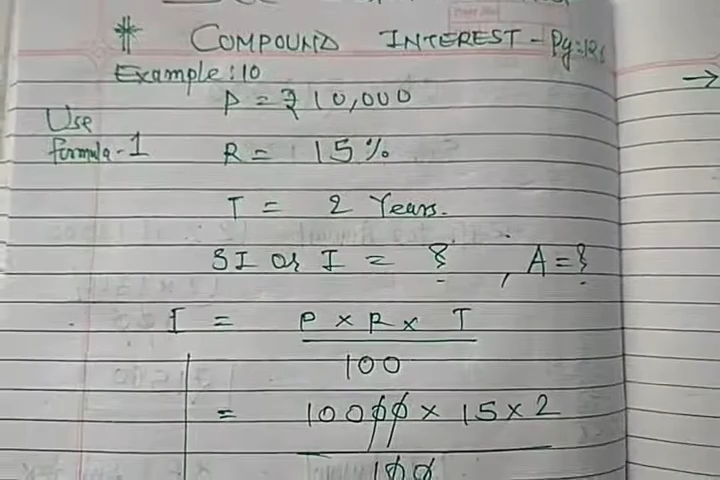 * COMPOUND INTEREST - Pg:
Example:10
P = ₹ 10,000
Use
formula-1
R = 15%
T = 2 Years.
SI or I = ? , A = ?
I = P × R × T
100
= 10000 × 15 × 2
100